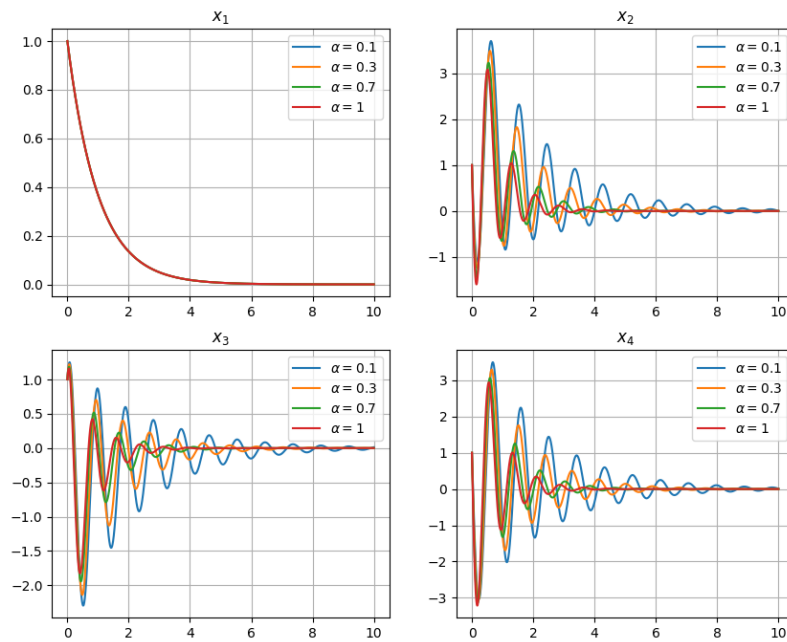 x₁
1.0
0.8
0.6
0.4
0.2
0.0
0 2 4 6 8 10
α = 0.1
α = 0.3
α = 0.7
α = 1
x₂
3
2
1
0
−1
0 2 4 6 8 10
α = 0.1
α = 0.3
α = 0.7
α = 1
x₃
1.0
0.5
0.0
−0.5
−1.0
−1.5
−2.0
0 2 4 6 8 10
α = 0.1
α = 0.3
α = 0.7
α = 1
x₄
3
2
1
0
−1
−2
−3
0 2 4 6 8 10
α = 0.1
α = 0.3
α = 0.7
α = 1